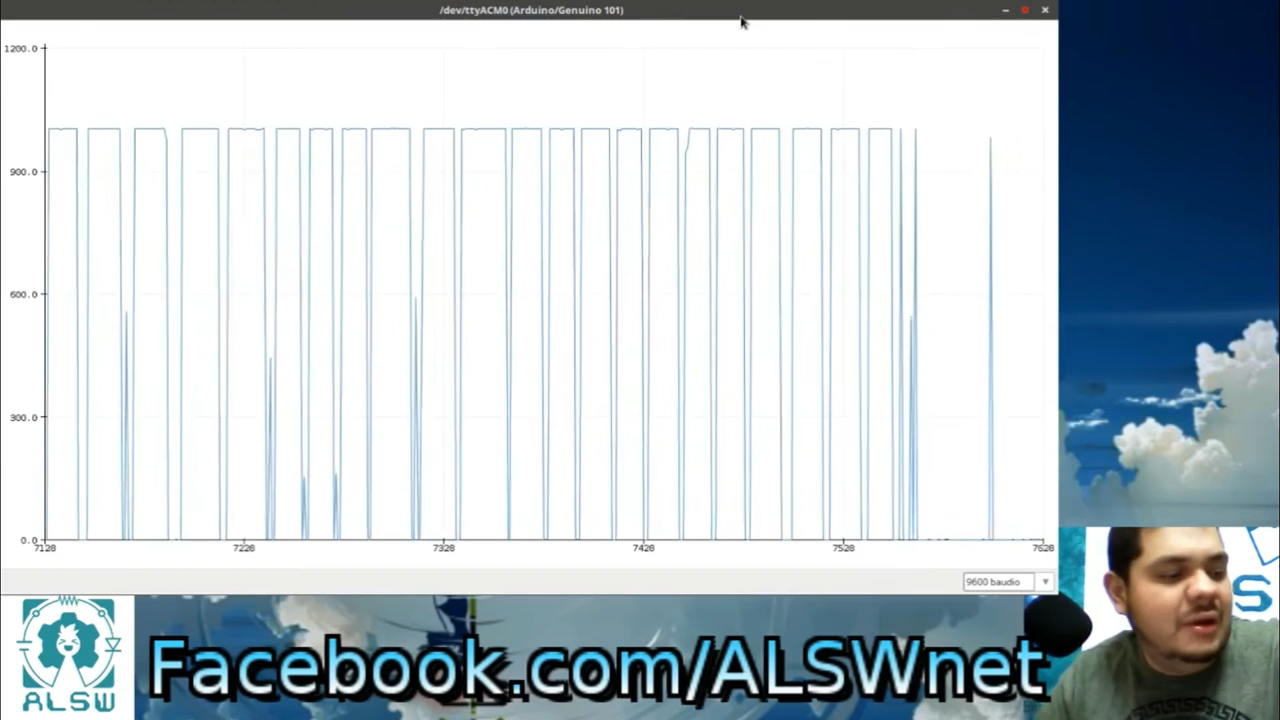 /dev/ttyACM0 (Arduino/Genuino 101)
1200.0
900.0
600.0
300.0
0.0
7128 7228 7328 7428 7528 7628
9600 baudio
ALSW
Facebook.com/ALSWnet
S